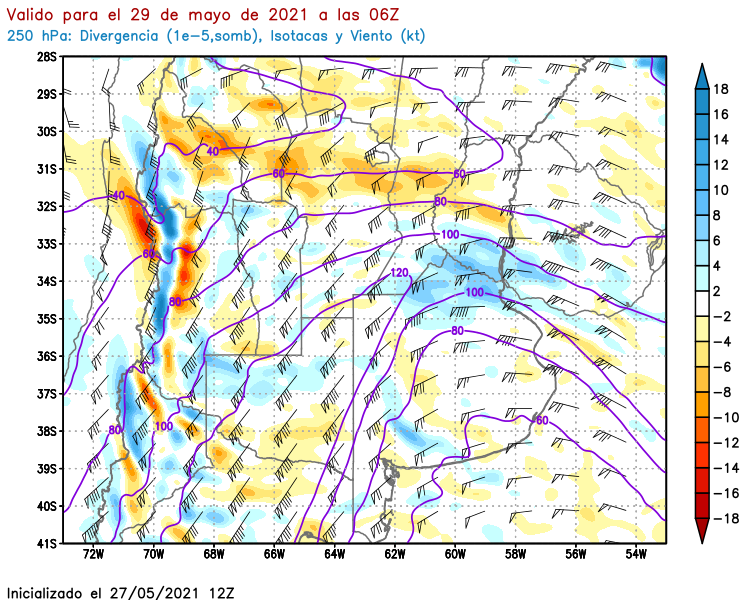 Valido para el 29 de mayo de 2021 a las 06Z
250 hPa: Divergencia (1e-5,somb), Isotacas y Viento (kt)
28S
29S
30S
31S
32S
33S
34S
35S
36S
37S
38S
39S
40S
41S
40
60
40
60
80
60
100
120
80
100
80
80
100
60
72W
70W
68W
66W
64W
62W
60W
58W
56W
54W
18
16
14
12
10
8
6
4
2
-2
-4
-6
-8
-10
-12
-14
-16
-18
Inicializado el 27/05/2021 12Z